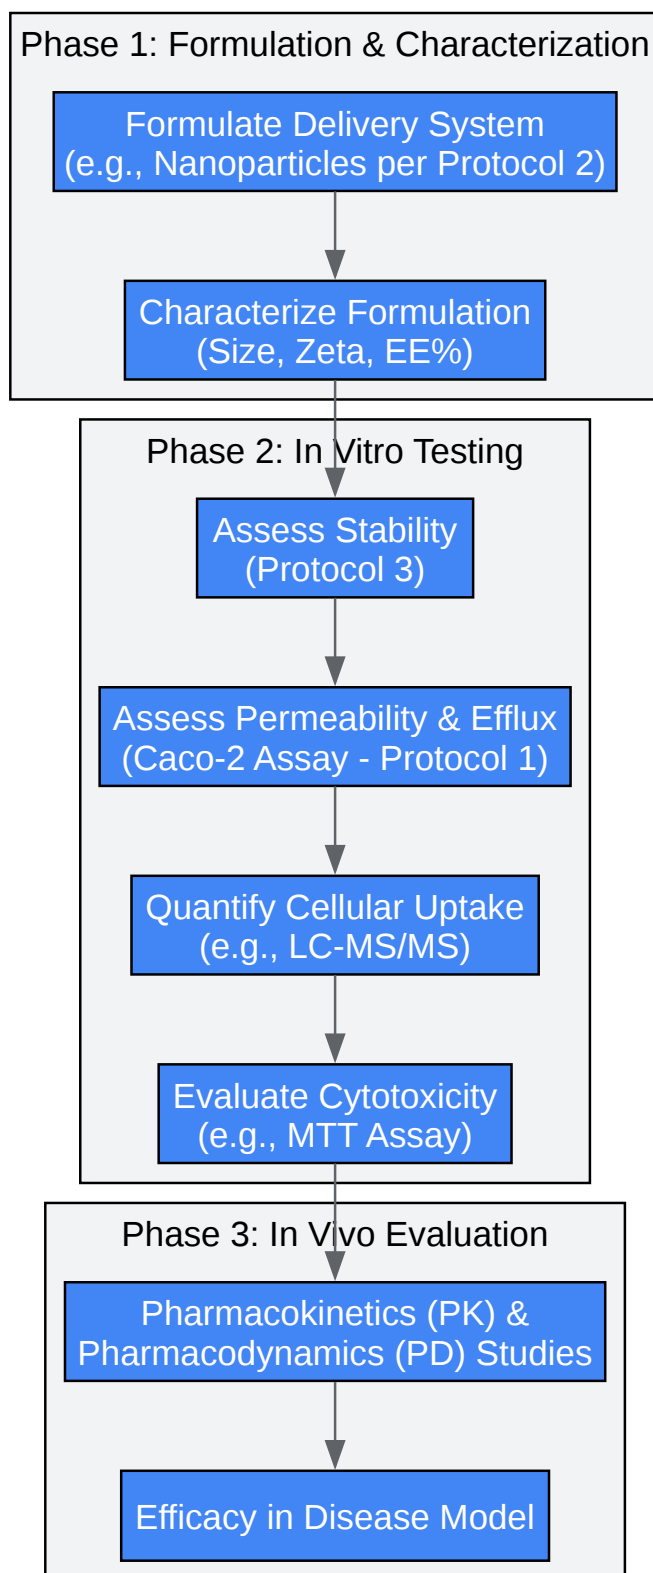 Phase 1: Formulation & Characterization
Formulate Delivery System
(e.g., Nanoparticles per Protocol 2)
Characterize Formulation
(Size, Zeta, EE%)
Phase 2: In Vitro Testing
Assess Stability
(Protocol 3)
Assess Permeability & Efflux
(Caco-2 Assay - Protocol 1)
Quantify Cellular Uptake
(e.g., LC-MS/MS)
Evaluate Cytotoxicity
(e.g., MTT Assay)
Phase 3: In Vivo Evaluation
Pharmacokinetics (PK) &
Pharmacodynamics (PD) Studies
Efficacy in Disease Model